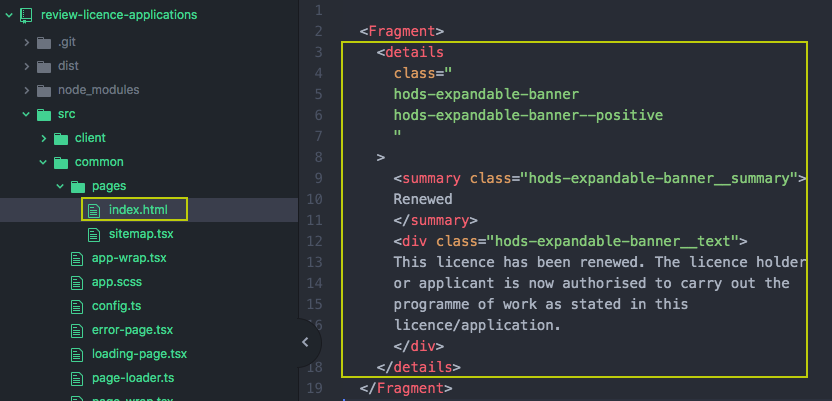 review-licence-applications
.git
dist
node_modules
src
client
common
pages
index.html
sitemap.tsx
app-wrap.tsx
app.scss
config.ts
error-page.tsx
loading-page.tsx
page-loader.ts
page-wrap.tsx
1
2 <Fragment>
3 <details
4 class="
5 hods-expandable-banner
6 hods-expandable-banner--positive
7 "
8 >
9 <summary class="hods-expandable-banner__summary">
10 Renewed
11 </summary>
12 <div class="hods-expandable-banner__text">
13 This licence has been renewed. The licence holder
14 or applicant is now authorised to carry out the
15 programme of work as stated in this
16 licence/application.
</div>
18 </details>
19 </Fragment>